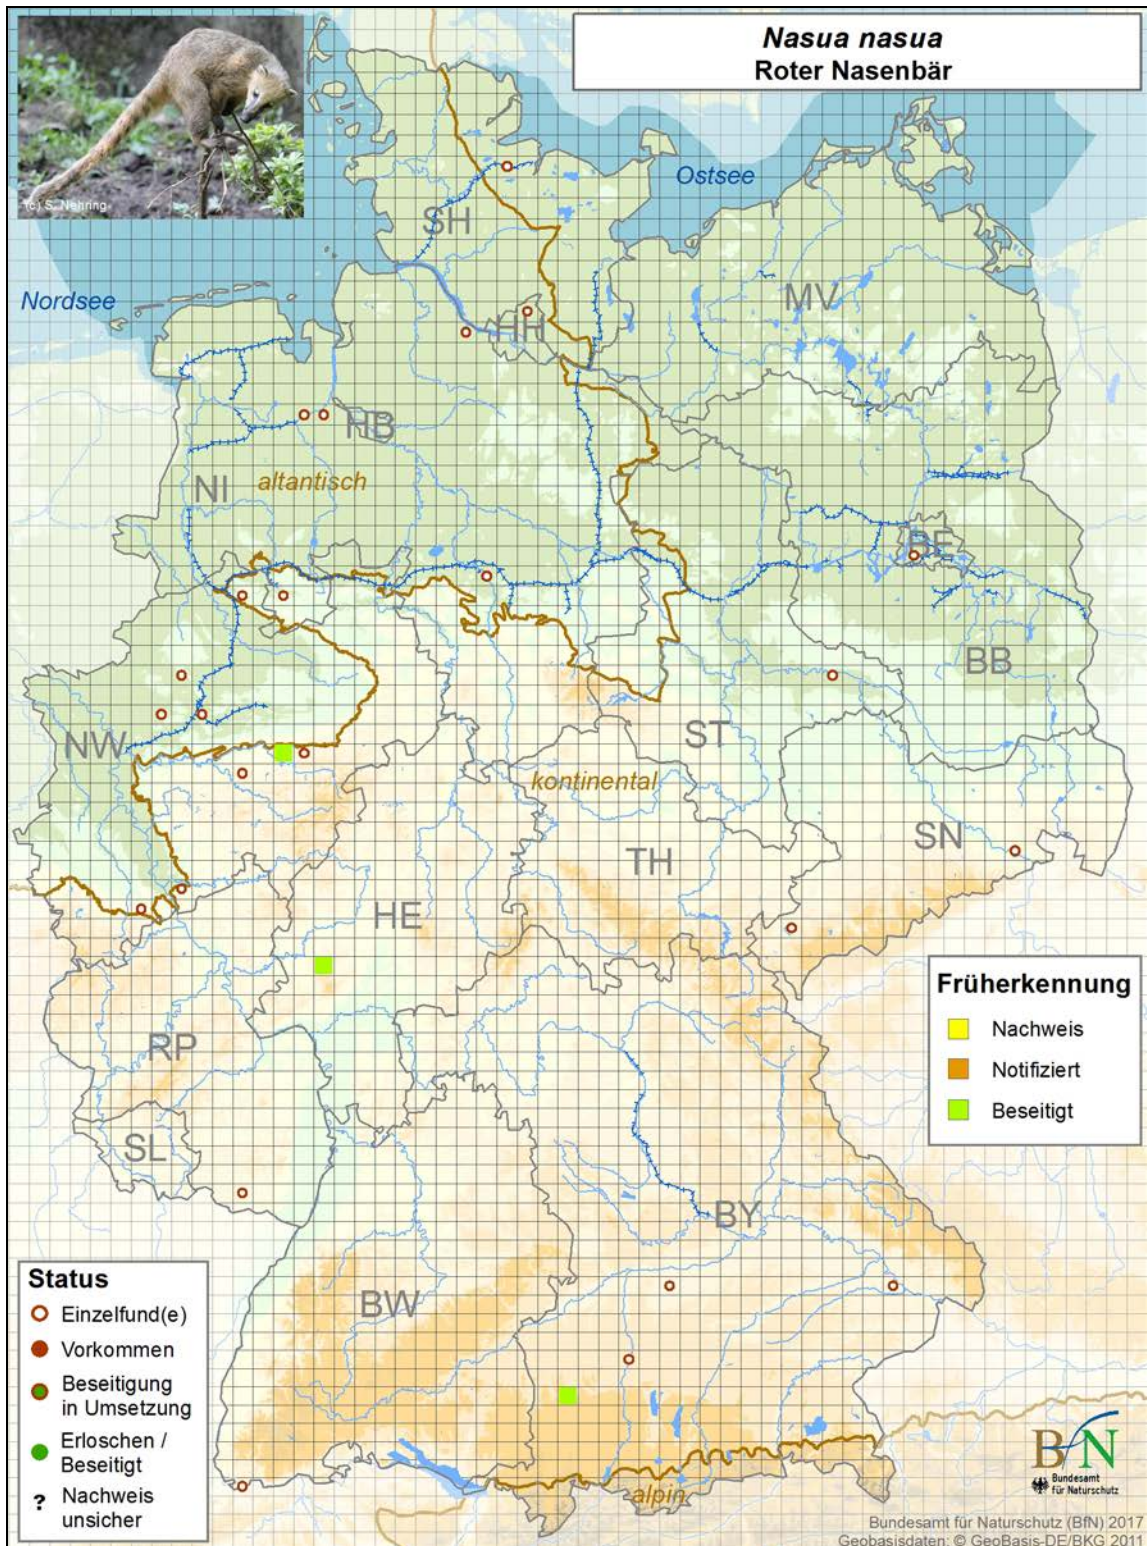 Nasua nasua
Roter Nasenbär
(c) S. Nehring
Ostsee
SH
Nordsee
MV
HH
HB
NI
altantisch
BE
BB
NW
ST
kontinental
SN
TH
HE
Früherkennung
Nachweis
Notifiziert
Beseitigt
RP
SL
BY
Status
Einzelfund(e)
Vorkommen
Beseitigung
in Umsetzung
Erloschen /
Beseitigt
? Nachweis
unsicher
BW
BfN
Bundesamt
für Naturschutz
alpin
Bundesamt für Naturschutz (BfN) 2017
Geobasisdaten: © GeoBasis-DE/BKG 2011